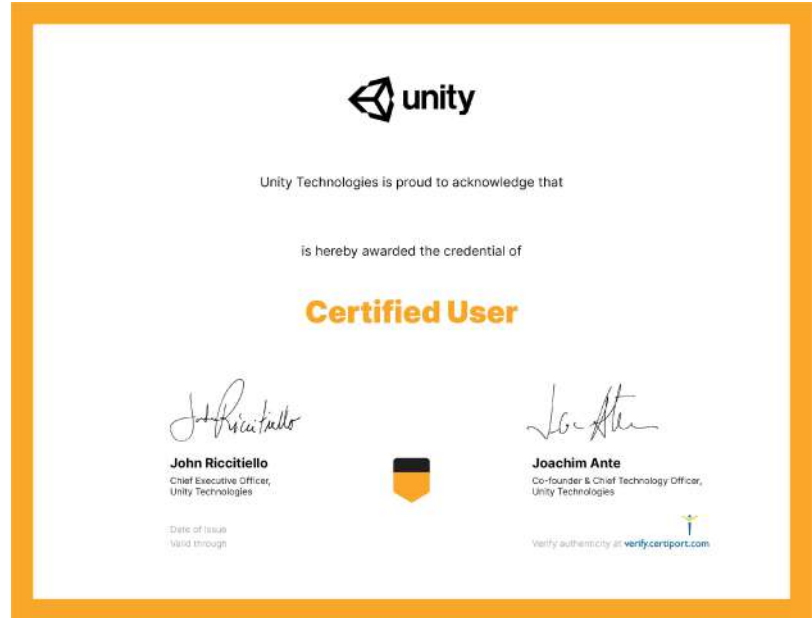 unity
Unity Technologies is proud to acknowledge that
is hereby awarded the credential of
Certified User
John Riccitiello
John Riccitiello
Chief Executive Officer,
Unity Technologies
Date of Issue
Valid through
Joachim Ante
Co-founder & Chief Technology Officer,
Unity Technologies
Verify authenticity at verify.certiport.com